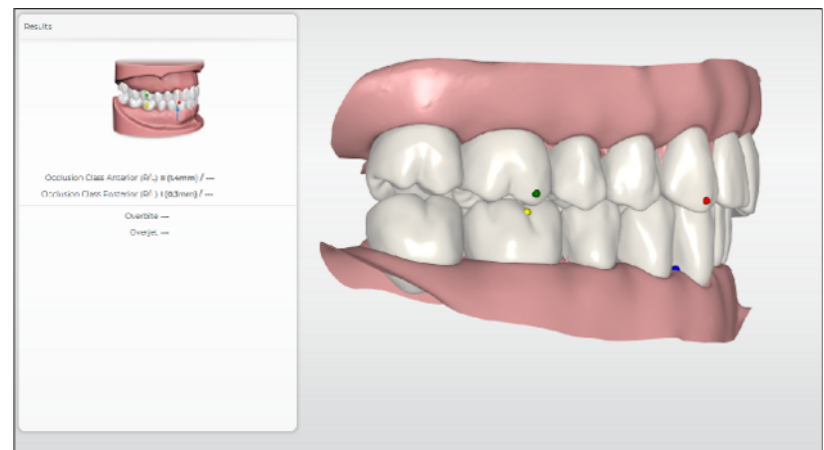 Results
Occlusion Class Anterior (R/L) II (1.4mm) / ---
Occlusion Class Posterior (R/L) I (0.3mm) / ---
Overbite ---
Overjet ---